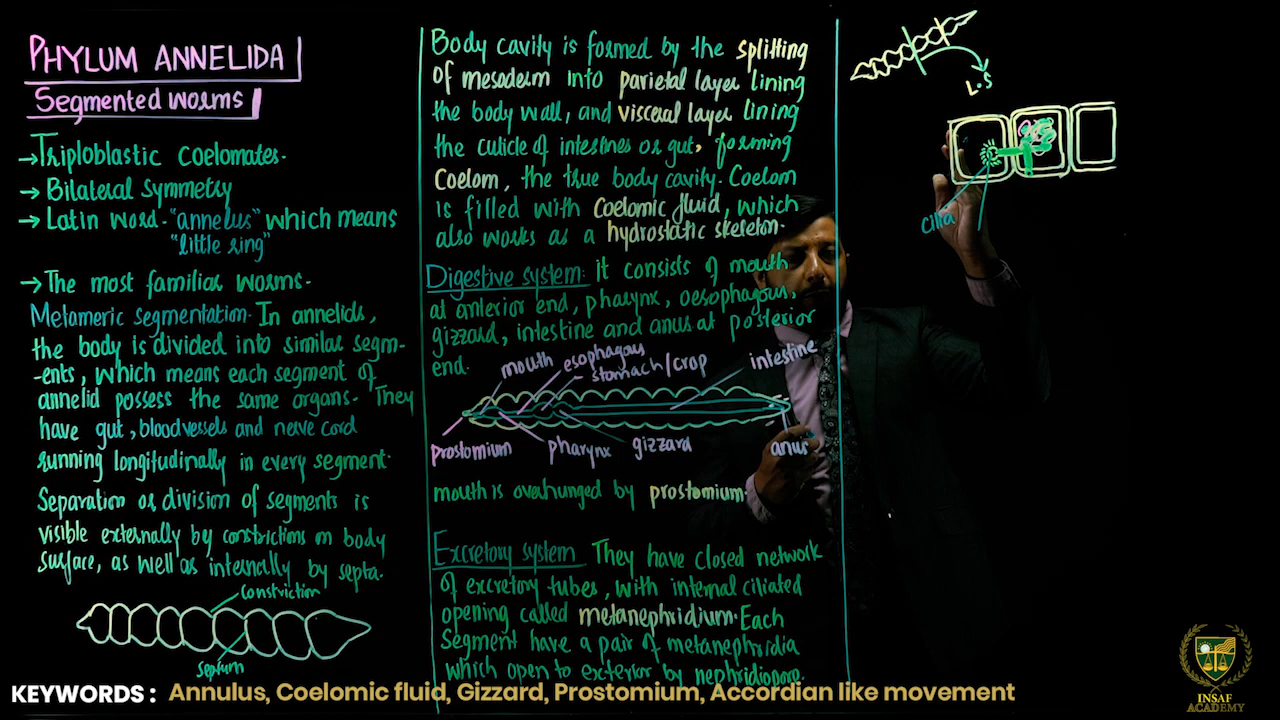 PHYLUM ANNELIDA
Segmented worms
→Triploblastic coelomates.
→ Bilateral symmetry
→ Latin word - "annelus" which means
"little ring"
→ The most familiar worms.
Metameric segmentation. In annelids,
the body is divided into similar segm-
-ents, which means each segment of
annelid possess the same organs. They
have gut, blood vessels and nerve cord
running longitudinally in every segment.
Separation or division of segments is
visible externally by constrictions on body
surface, as well as internally by septa.
constriction
septum
Body cavity is formed by the splitting
of mesoderm into parietal layer lining
the body wall, and visceral layer lining
the cuticle of intestines or gut, forming
Coelom, the true body cavity. Coelom
is filled with Coelomic fluid, which
also works as a hydrostatic skeleton.
Digestive system: it consists of mouth
at anterior end, pharynx, oesophagous,
gizzard, intestine and anus at posterior
end.
mouth esophagous stomach/crop intestine
prostomium pharynx gizzard anus
mouth is overhunged by prostomium.
Excretory system They have closed network
of excretory tubes, with internal ciliated
opening called metanephridium. Each
Segment have a pair of metanephridia
which open to exterior by nephridiopore.
L.S
Cilia
KEYWORDS : Annulus, Coelomic fluid, Gizzard, Prostomium, Accordian like movement
INSAF
ACADEMY